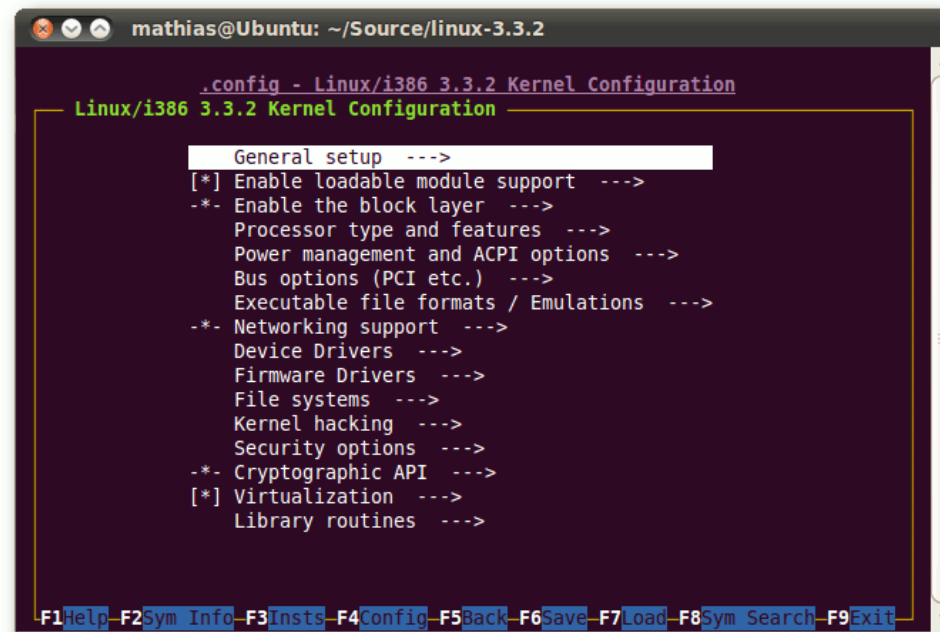 mathias@Ubuntu: ~/Source/linux-3.3.2
.config - Linux/i386 3.3.2 Kernel Configuration
Linux/i386 3.3.2 Kernel Configuration
General setup --->
[*] Enable loadable module support --->
-*- Enable the block layer --->
Processor type and features --->
Power management and ACPI options --->
Bus options (PCI etc.) --->
Executable file formats / Emulations --->
-*- Networking support --->
Device Drivers --->
Firmware Drivers --->
File systems --->
Kernel hacking --->
Security options --->
-*- Cryptographic API --->
[*] Virtualization --->
Library routines --->
F1Help F2Sym Info F3Insts F4Config F5Back F6Save F7Load F8Sym Search F9Exit